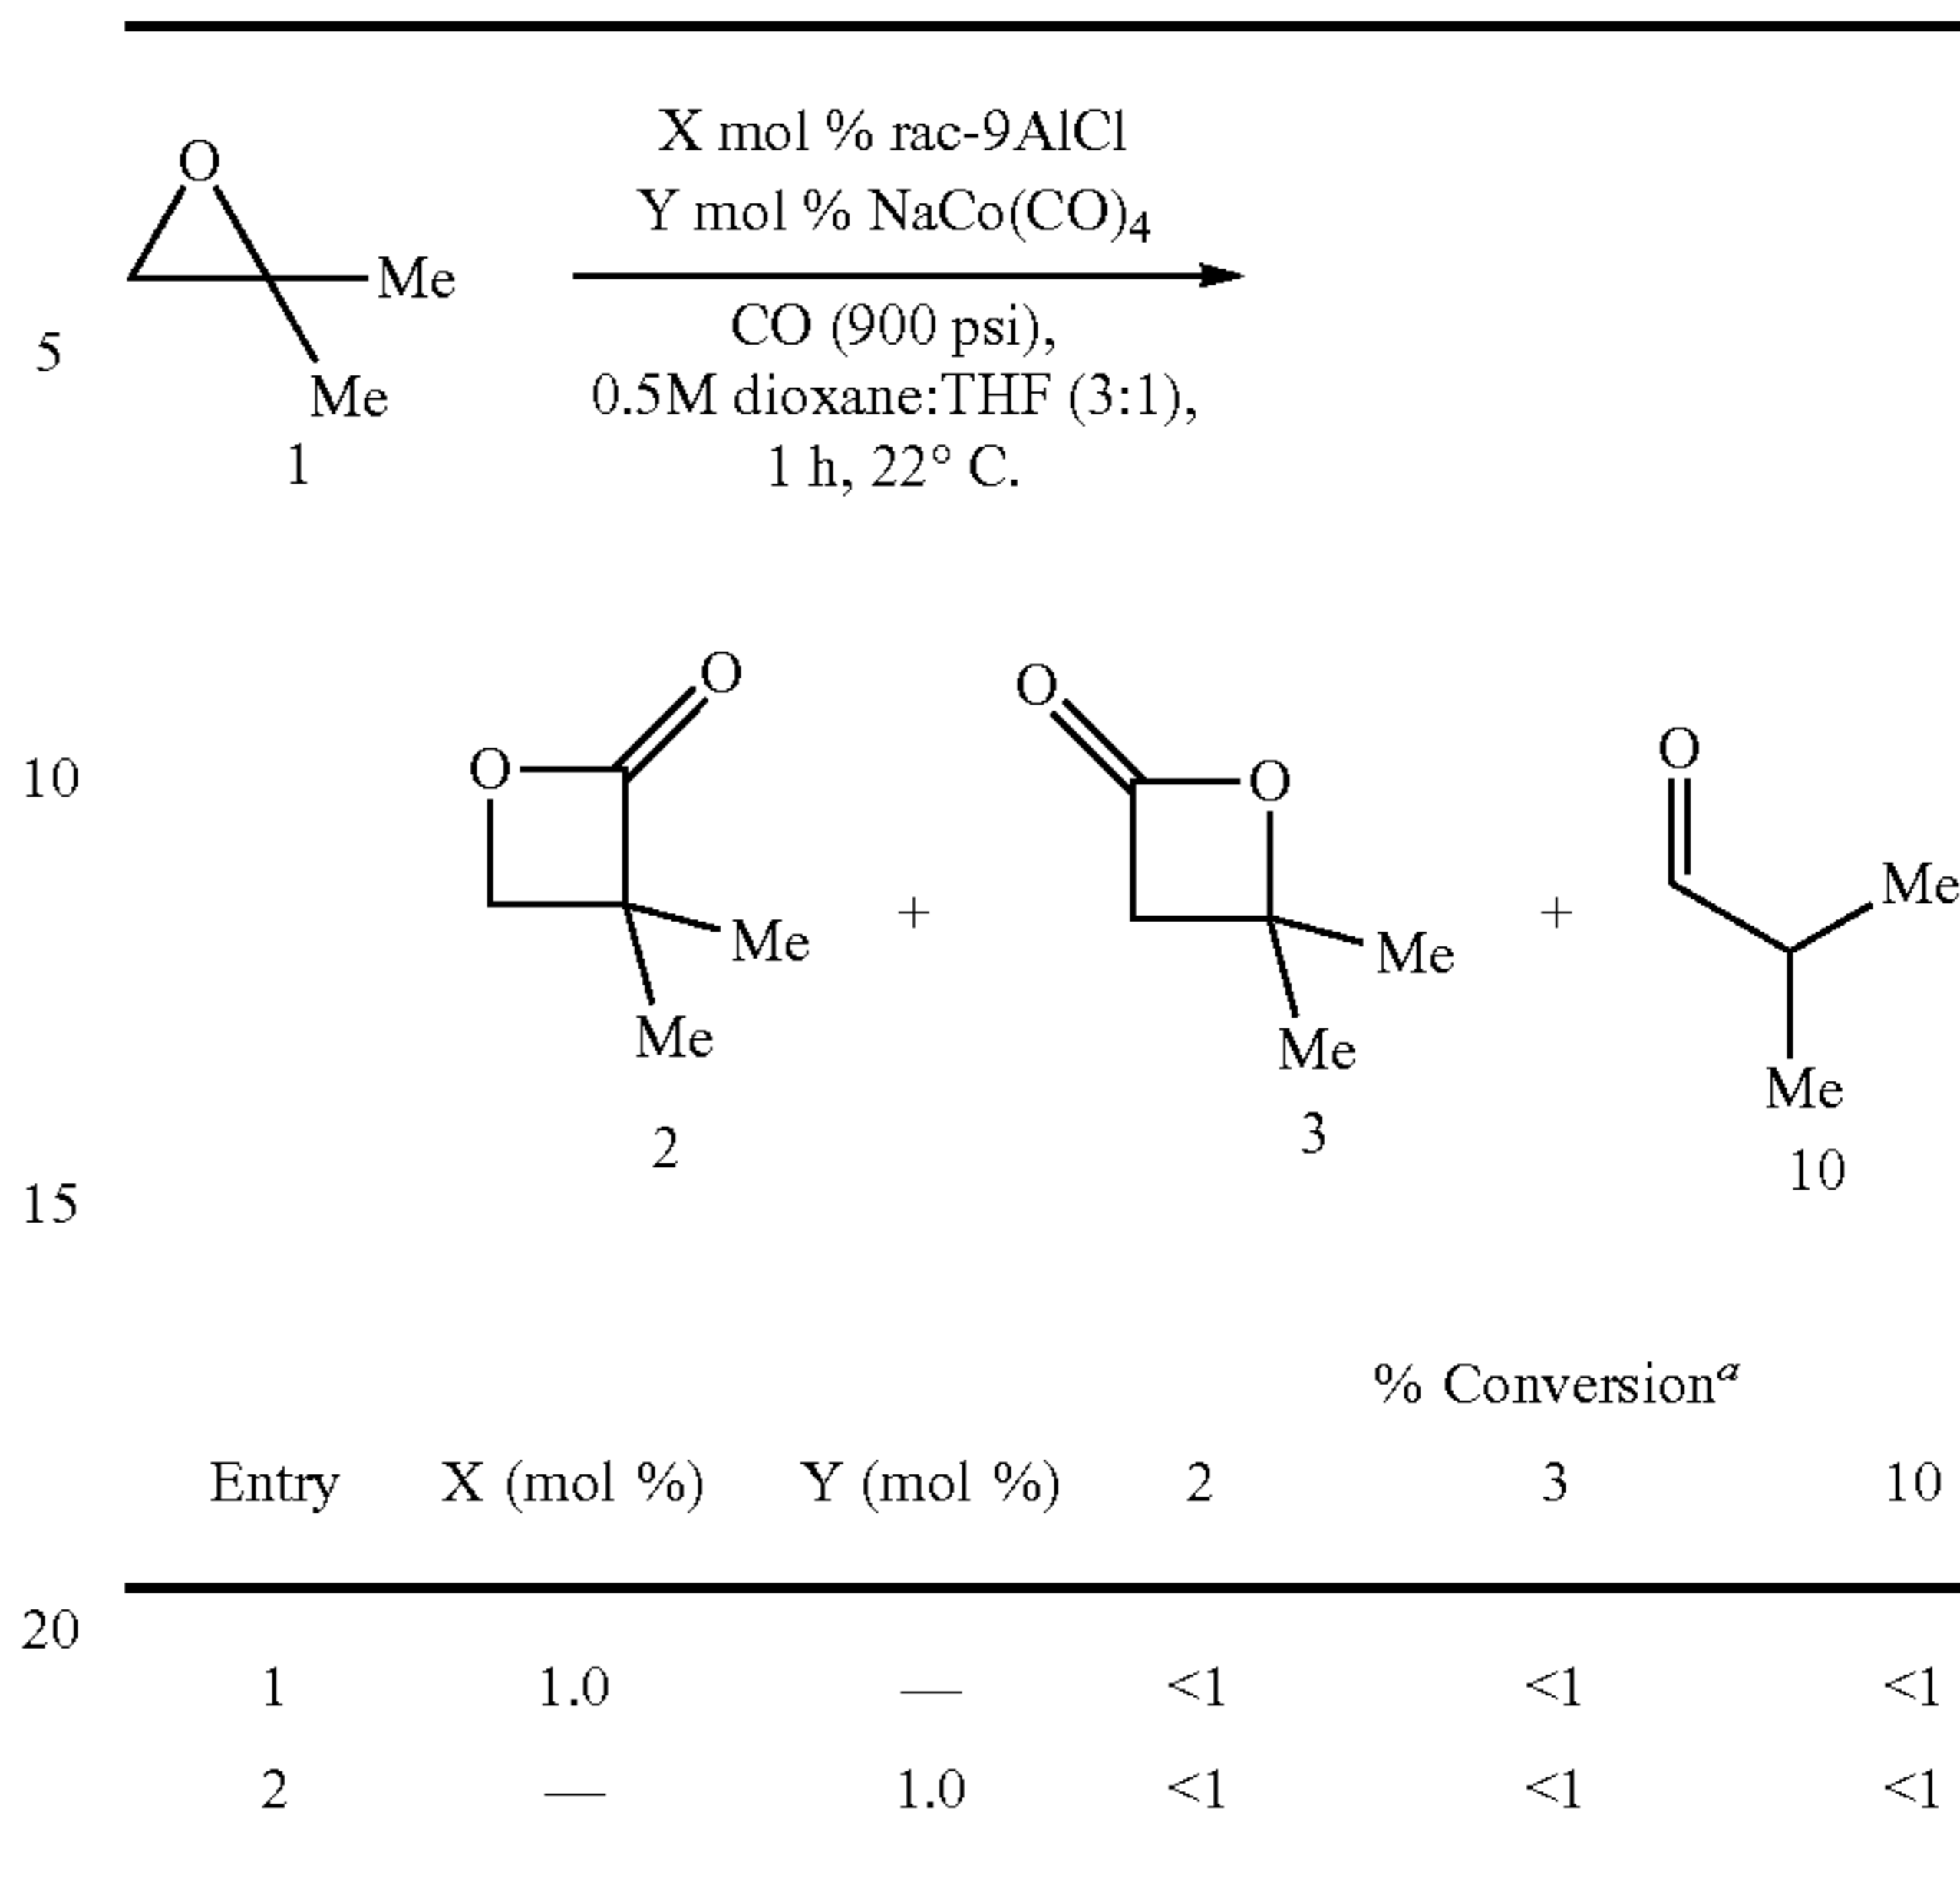 X mol % rac-9AlCl
O
Y mol % NaCo(CO)4
Me
CO (900 psi),
5
0.5M dioxane:THF (3:1),
Me
1
1 h, 22° C.
O
O
O
10
O
O
Me
+
Me
+
Me
Me
Me
Me
2
3
10
15
% Conversionᵃ
Entry X (mol %) Y (mol %) 2 3 10
20
1 1.0 — <1 <1 <1
2 — 1.0 <1 <1 <1